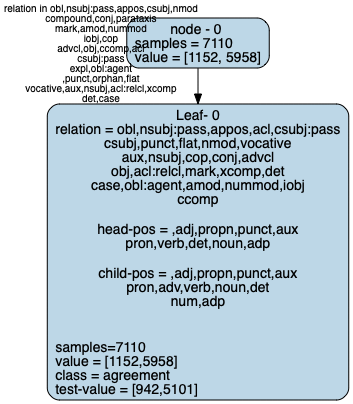 relation in obl,nsubj:pass,appos,csubj,nmod
compound,conj,parataxis
mark,amod,nummod
iobj,cop
advcl,obj,ccomp,acl
csubj:pass
expl,obl:agent
,punct,orphan,flat
vocative,aux,nsubj,acl:relcl,xcomp
det,case
node - 0
samples = 7110
value = [1152, 5958]
Leaf- 0
relation = obl,nsubj:pass,appos,acl,csubj:pass
csubj,punct,flat,nmod,vocative
aux,nsubj,cop,conj,advcl
obj,acl:relcl,mark,xcomp,det
case,obl:agent,amod,nummod,iobj
ccomp
head-pos = ,adj,propn,punct,aux
pron,verb,det,noun,adp
child-pos = ,adj,propn,punct,aux
pron,adv,verb,noun,det
num,adp
samples=7110
value = [1152,5958]
class = agreement
test-value = [942,5101]